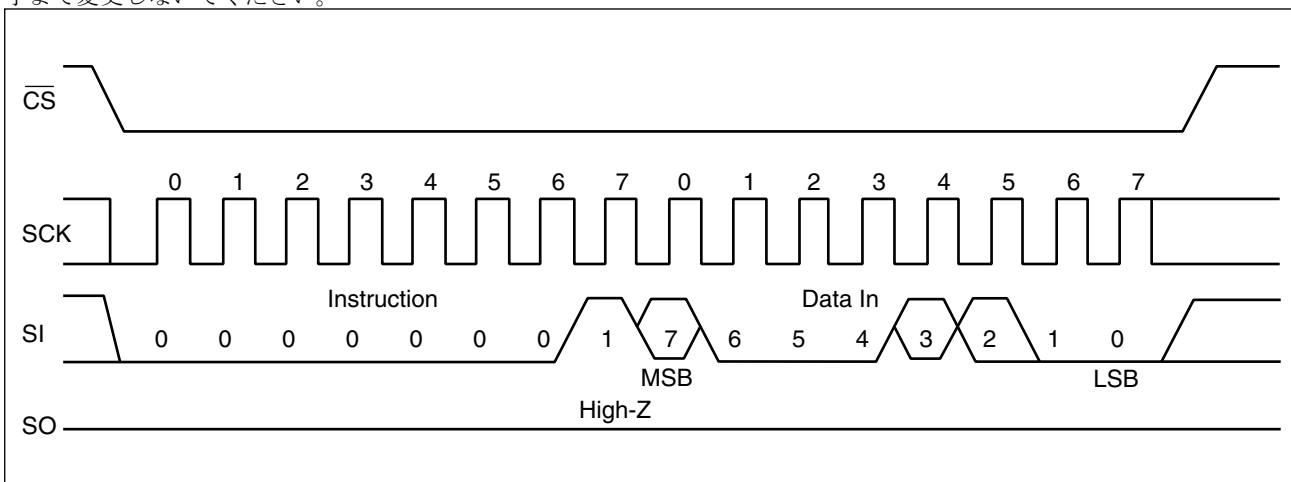 CS
0 1 2 3 4 5 6 7 0 1 2 3 4 5 6 7
SCK
Instruction Data In
SI 0 0 0 0 0 0 0 1 7 6 5 4 3 2 1 0
MSB LSB
High-Z
SO